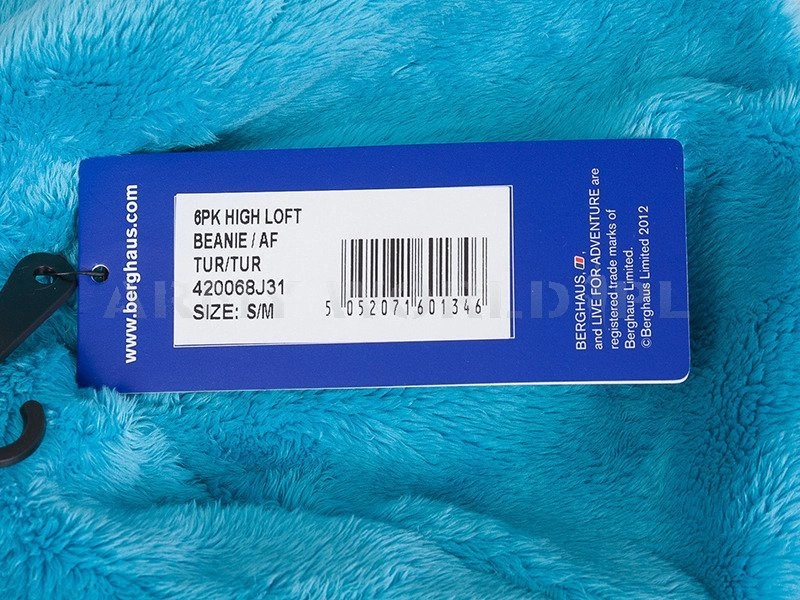 www.berghaus.com
6PK HIGH LOFT
BEANIE / AF
TUR/TUR
420068J31
SIZE: S/M
5 052071 601346
BERGHAUS,
and LIVE FOR ADVENTURE are
registered trade marks of
Berghaus Limited.
©Berghaus Limited 2012